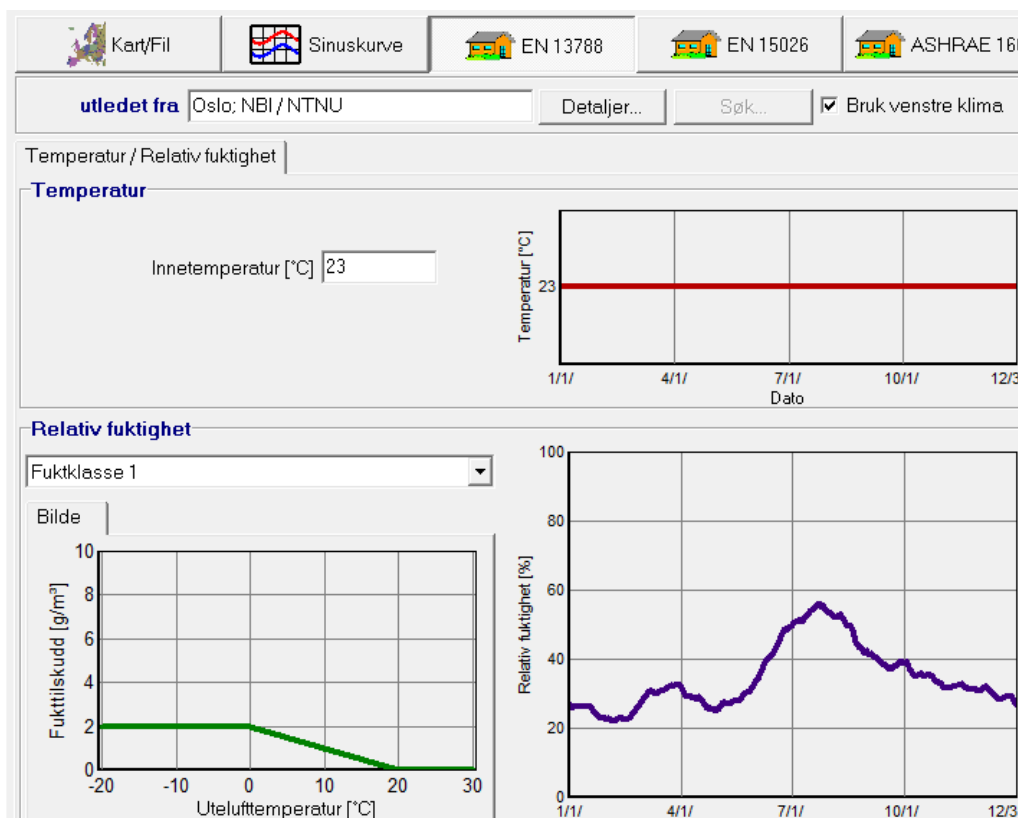 Kart/Fil
Sinuskurve
EN 13788
EN 15026
ASHRAE 16
utledet fra
Oslo; NBI / NTNU
Detaljer...
Søk...
Bruk venstre klima
Temperatur / Relativ fuktighet
Temperatur
Innetemperatur [°C] 23
Temperatur [°C]
23
1/1/ 4/1/ 7/1/ 10/1/ 12/3
Dato
Relativ fuktighet
Fuktklasse 1
Bilde
Fukttilskudd [g/m³]
10
8
6
4
2
0
-20 -10 0 10 20 30
Utelufttemperatur [°C]
Relativ fuktighet [%]
100
80
60
40
20
0
1/1/ 4/1/ 7/1/ 10/1/ 12/3